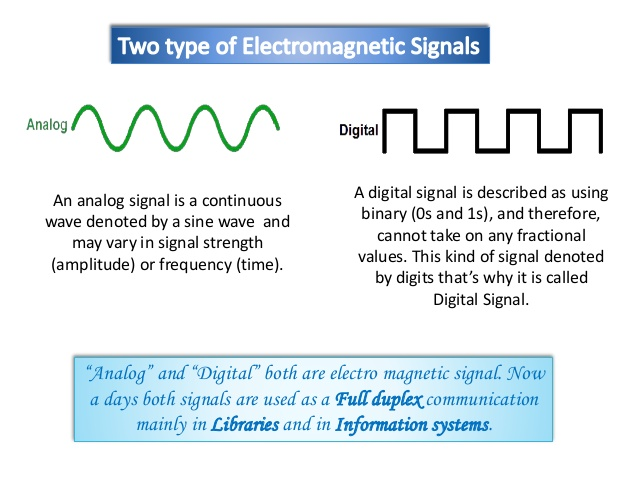 Two type of Electromagnetic Signals
Analog
Digital
An analog signal is a continuous
wave denoted by a sine wave and
may vary in signal strength
(amplitude) or frequency (time).
A digital signal is described as using
binary (0s and 1s), and therefore,
cannot take on any fractional
values. This kind of signal denoted
by digits that’s why it is called
Digital Signal.
“Analog” and “Digital” both are electro magnetic signal. Now
a days both signals are used as a Full duplex communication
mainly in Libraries and in Information systems.